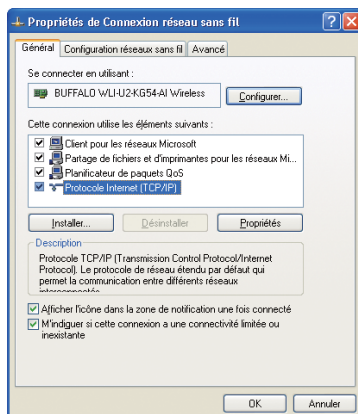 Propriétés de Connexion réseau sans fil
Général
Configuration réseaux sans fil
Avancé
Se connecter en utilisant :
BUFFALO WLI-U2-KG54-AI Wireless
Configurer...
Cette connexion utilise les éléments suivants :
Client pour les réseaux Microsoft
Partage de fichiers et d'imprimantes pour les réseaux Mi...
Planificateur de paquets QoS
Protocole Internet (TCP/IP)
Installer...
Désinstaller
Propriétés
Description
Protocole TCP/IP (Transmission Control Protocol/Internet
Protocol). Le protocole de réseau étendu par défaut qui
permet la communication entre différents réseaux
interconnectés.
Afficher l'icône dans la zone de notification une fois connecté
M'indiquer si cette connexion a une connectivité limitée ou
inexistante
OK
Annuler